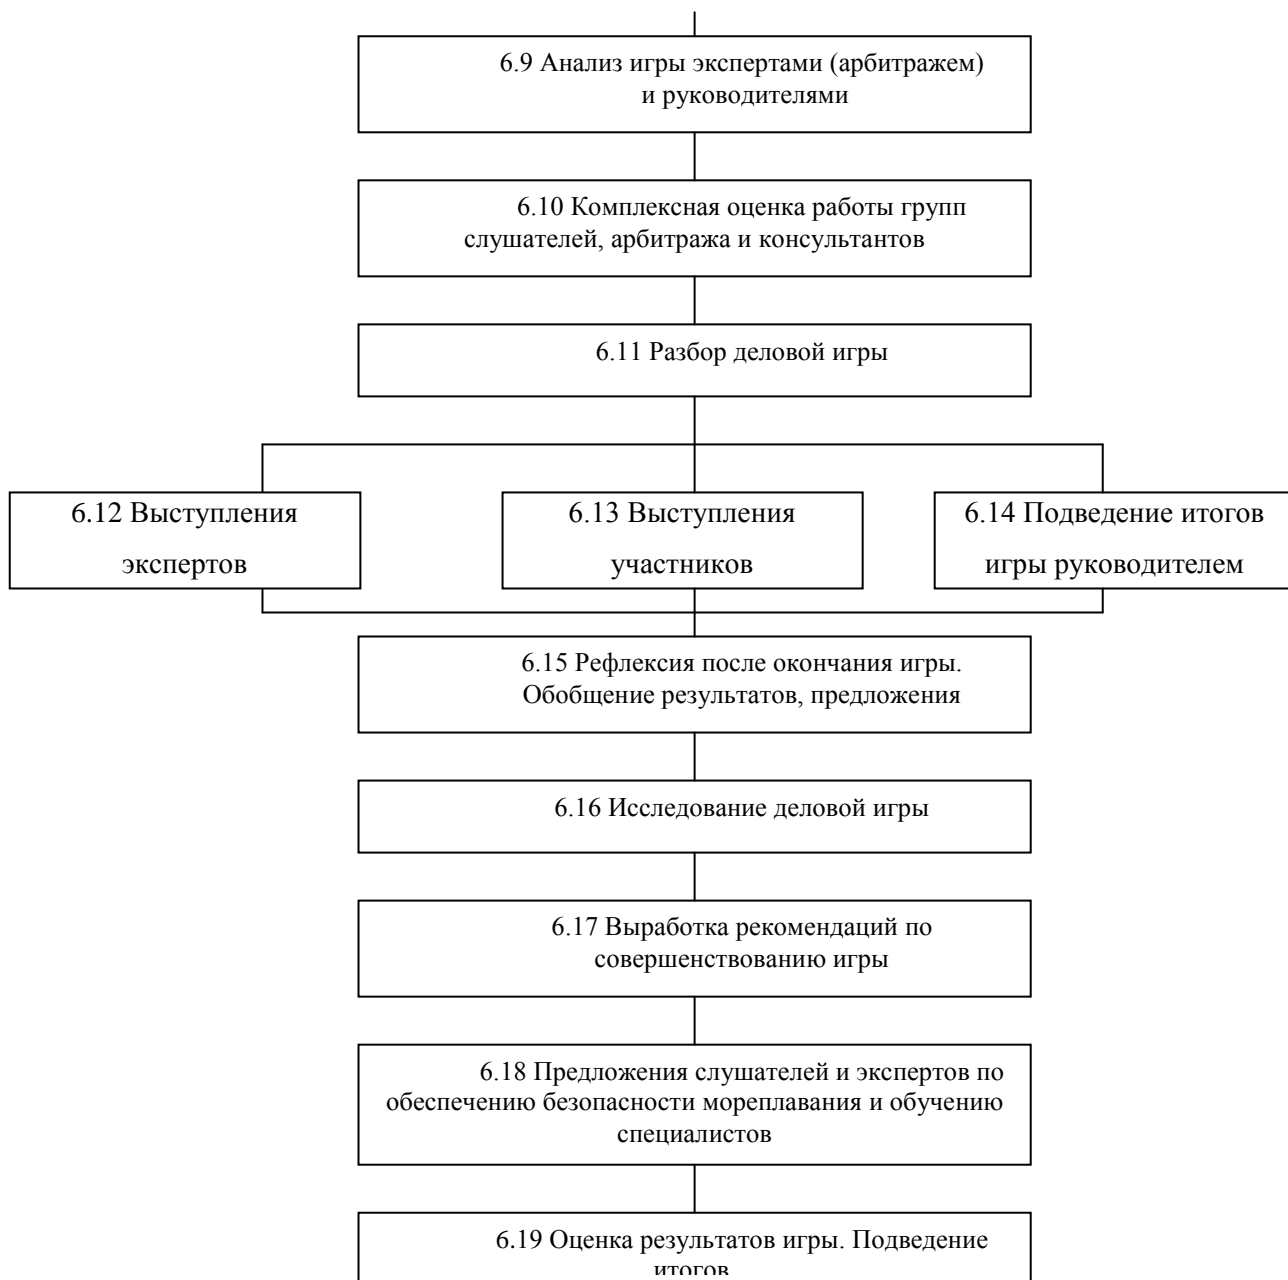 6.9 Анализ игры экспертами (арбитражем)
и руководителями
6.10 Комплексная оценка работы групп
слушателей, арбитража и консультантов
6.11 Разбор деловой игры
6.12 Выступления
экспертов
6.13 Выступления
участников
6.14 Подведение итогов
игры руководителем
6.15 Рефлексия после окончания игры.
Обобщение результатов, предложения
6.16 Исследование деловой игры
6.17 Выработка рекомендаций по
совершенствованию игры
6.18 Предложения слушателей и экспертов по
обеспечению безопасности мореплавания и обучению
специалистов
6.19 Оценка результатов игры. Подведение
итогов